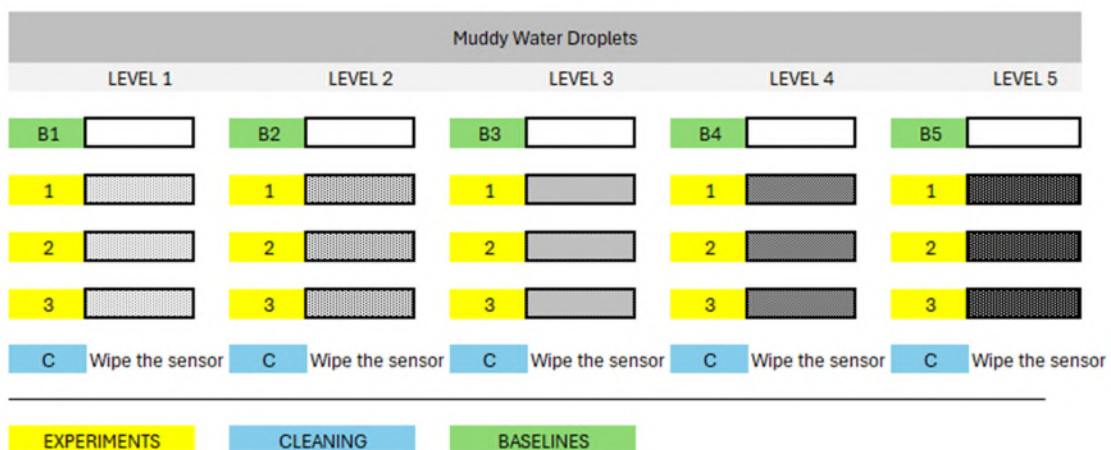 Muddy Water Droplets
LEVEL 1 LEVEL 2 LEVEL 3 LEVEL 4 LEVEL 5
B1 B2 B3 B4 B5
1 1 1 1 1
2 2 2 2 2
3 3 3 3 3
C Wipe the sensor C Wipe the sensor C Wipe the sensor C Wipe the sensor C Wipe the sensor
EXPERIMENTS CLEANING BASELINES